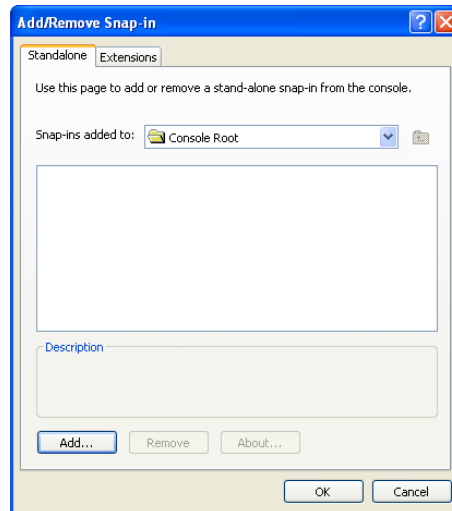 Add/Remove Snap-in
Standalone Extensions
Use this page to add or remove a stand-alone snap-in from the console.
Snap-ins added to: Console Root
Description
Add... Remove About...
OK Cancel